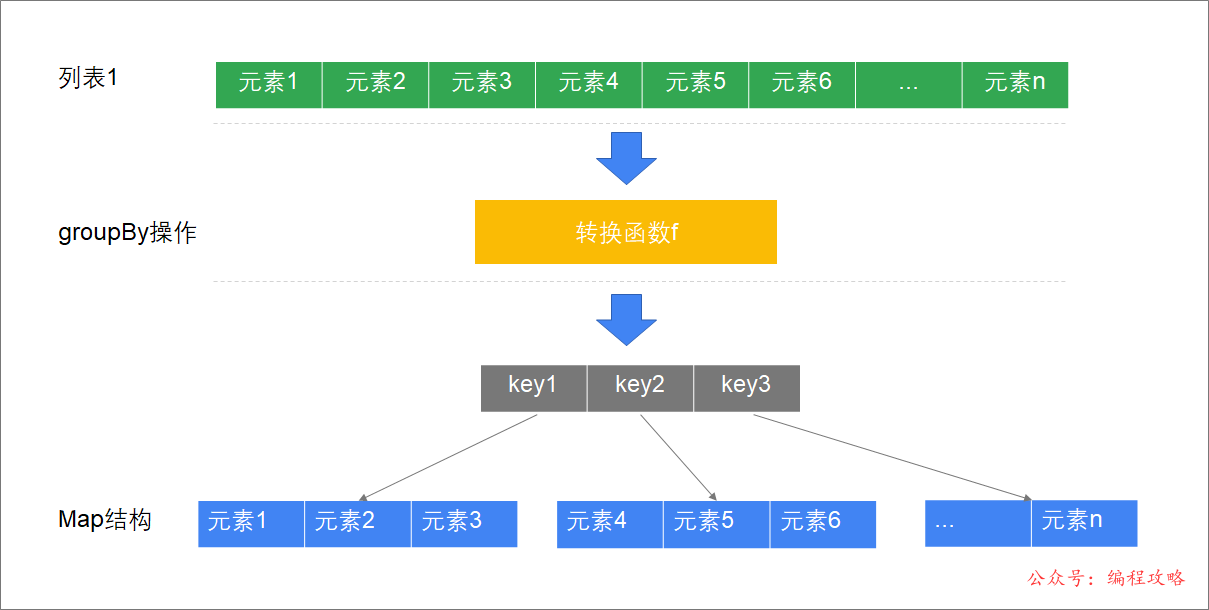 列表1 元素1 元素2 元素3 元素4 元素5 元素6 ... 元素n
groupBy操作 转换函数f
key1 key2 key3
Map结构 元素1 元素2 元素3 元素4 元素5 元素6 ... 元素n
公众号：编程攻略